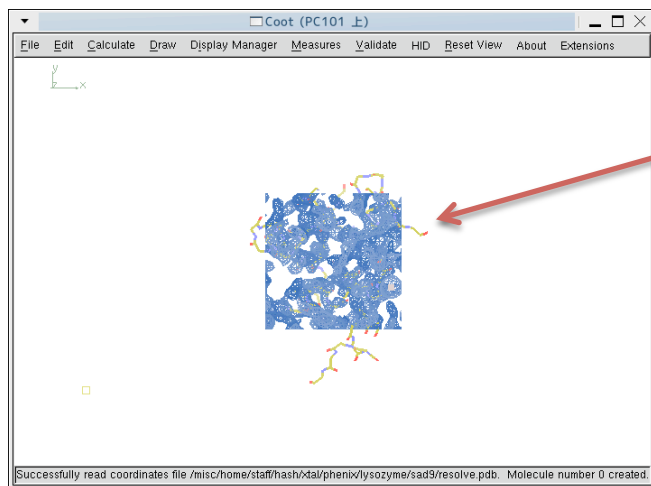 Coot (PC101 上)
File Edit Calculate Draw Display Manager Measures Validate HID Reset View About Extensions
y
z x
Successfully read coordinates file /misc/home/staff/hash/xtal/phenix/lysozyme/sad9/resolve.pdb. Molecule number 0 created.